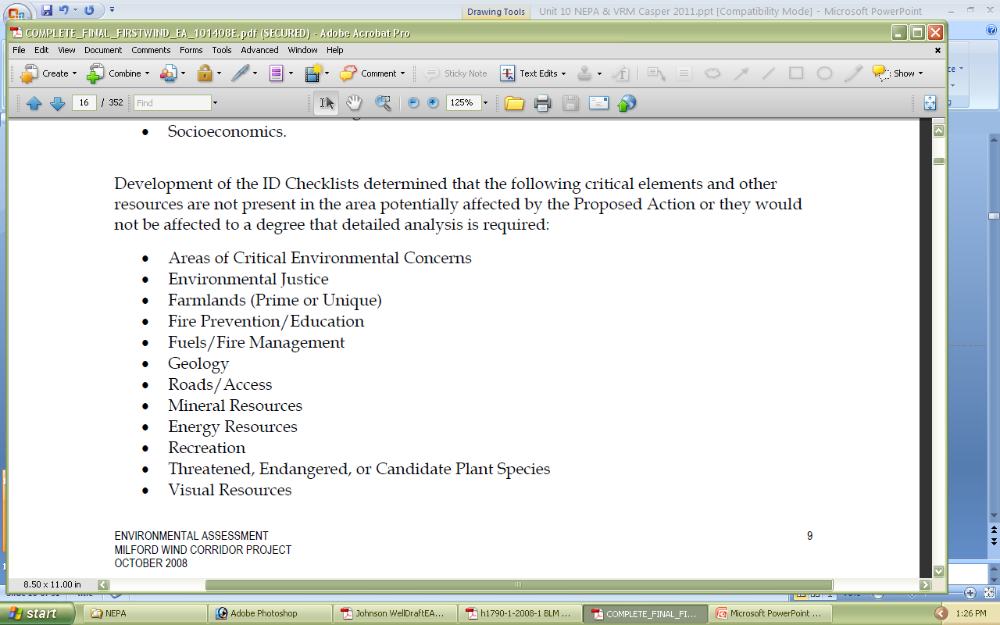 Drawing Tools
Unit 10 NEPA & VRM Casper 2011.ppt [Compatibility Mode] - Microsoft PowerPoint
COMPLETE_FINAL_FIRSTWIND_EA_101408E.pdf (SECURED) - Adobe Acrobat Pro
File Edit View Document Comments Forms Tools Advanced Window Help
Create Combine Comment Sticky Note Text Edits Show
16 / 352 Find 125%
Socioeconomics.
Development of the ID Checklists determined that the following critical elements and other
resources are not present in the area potentially affected by the Proposed Action or they would
not be affected to a degree that detailed analysis is required:
• Areas of Critical Environmental Concerns
• Environmental Justice
• Farmlands (Prime or Unique)
• Fire Prevention/Education
• Fuels/Fire Management
• Geology
• Roads/Access
• Mineral Resources
• Energy Resources
• Recreation
• Threatened, Endangered, or Candidate Plant Species
• Visual Resources
ENVIRONMENTAL ASSESSMENT 9
MILFORD WIND CORRIDOR PROJECT
OCTOBER 2008
8.50 x 11.00 in
start NEPA Adobe Photoshop Johnson WellDraftEA... h1790-1-2008-1 BLM ... COMPLETE_FINAL_FI... Microsoft PowerPoint ... 1:26 PM